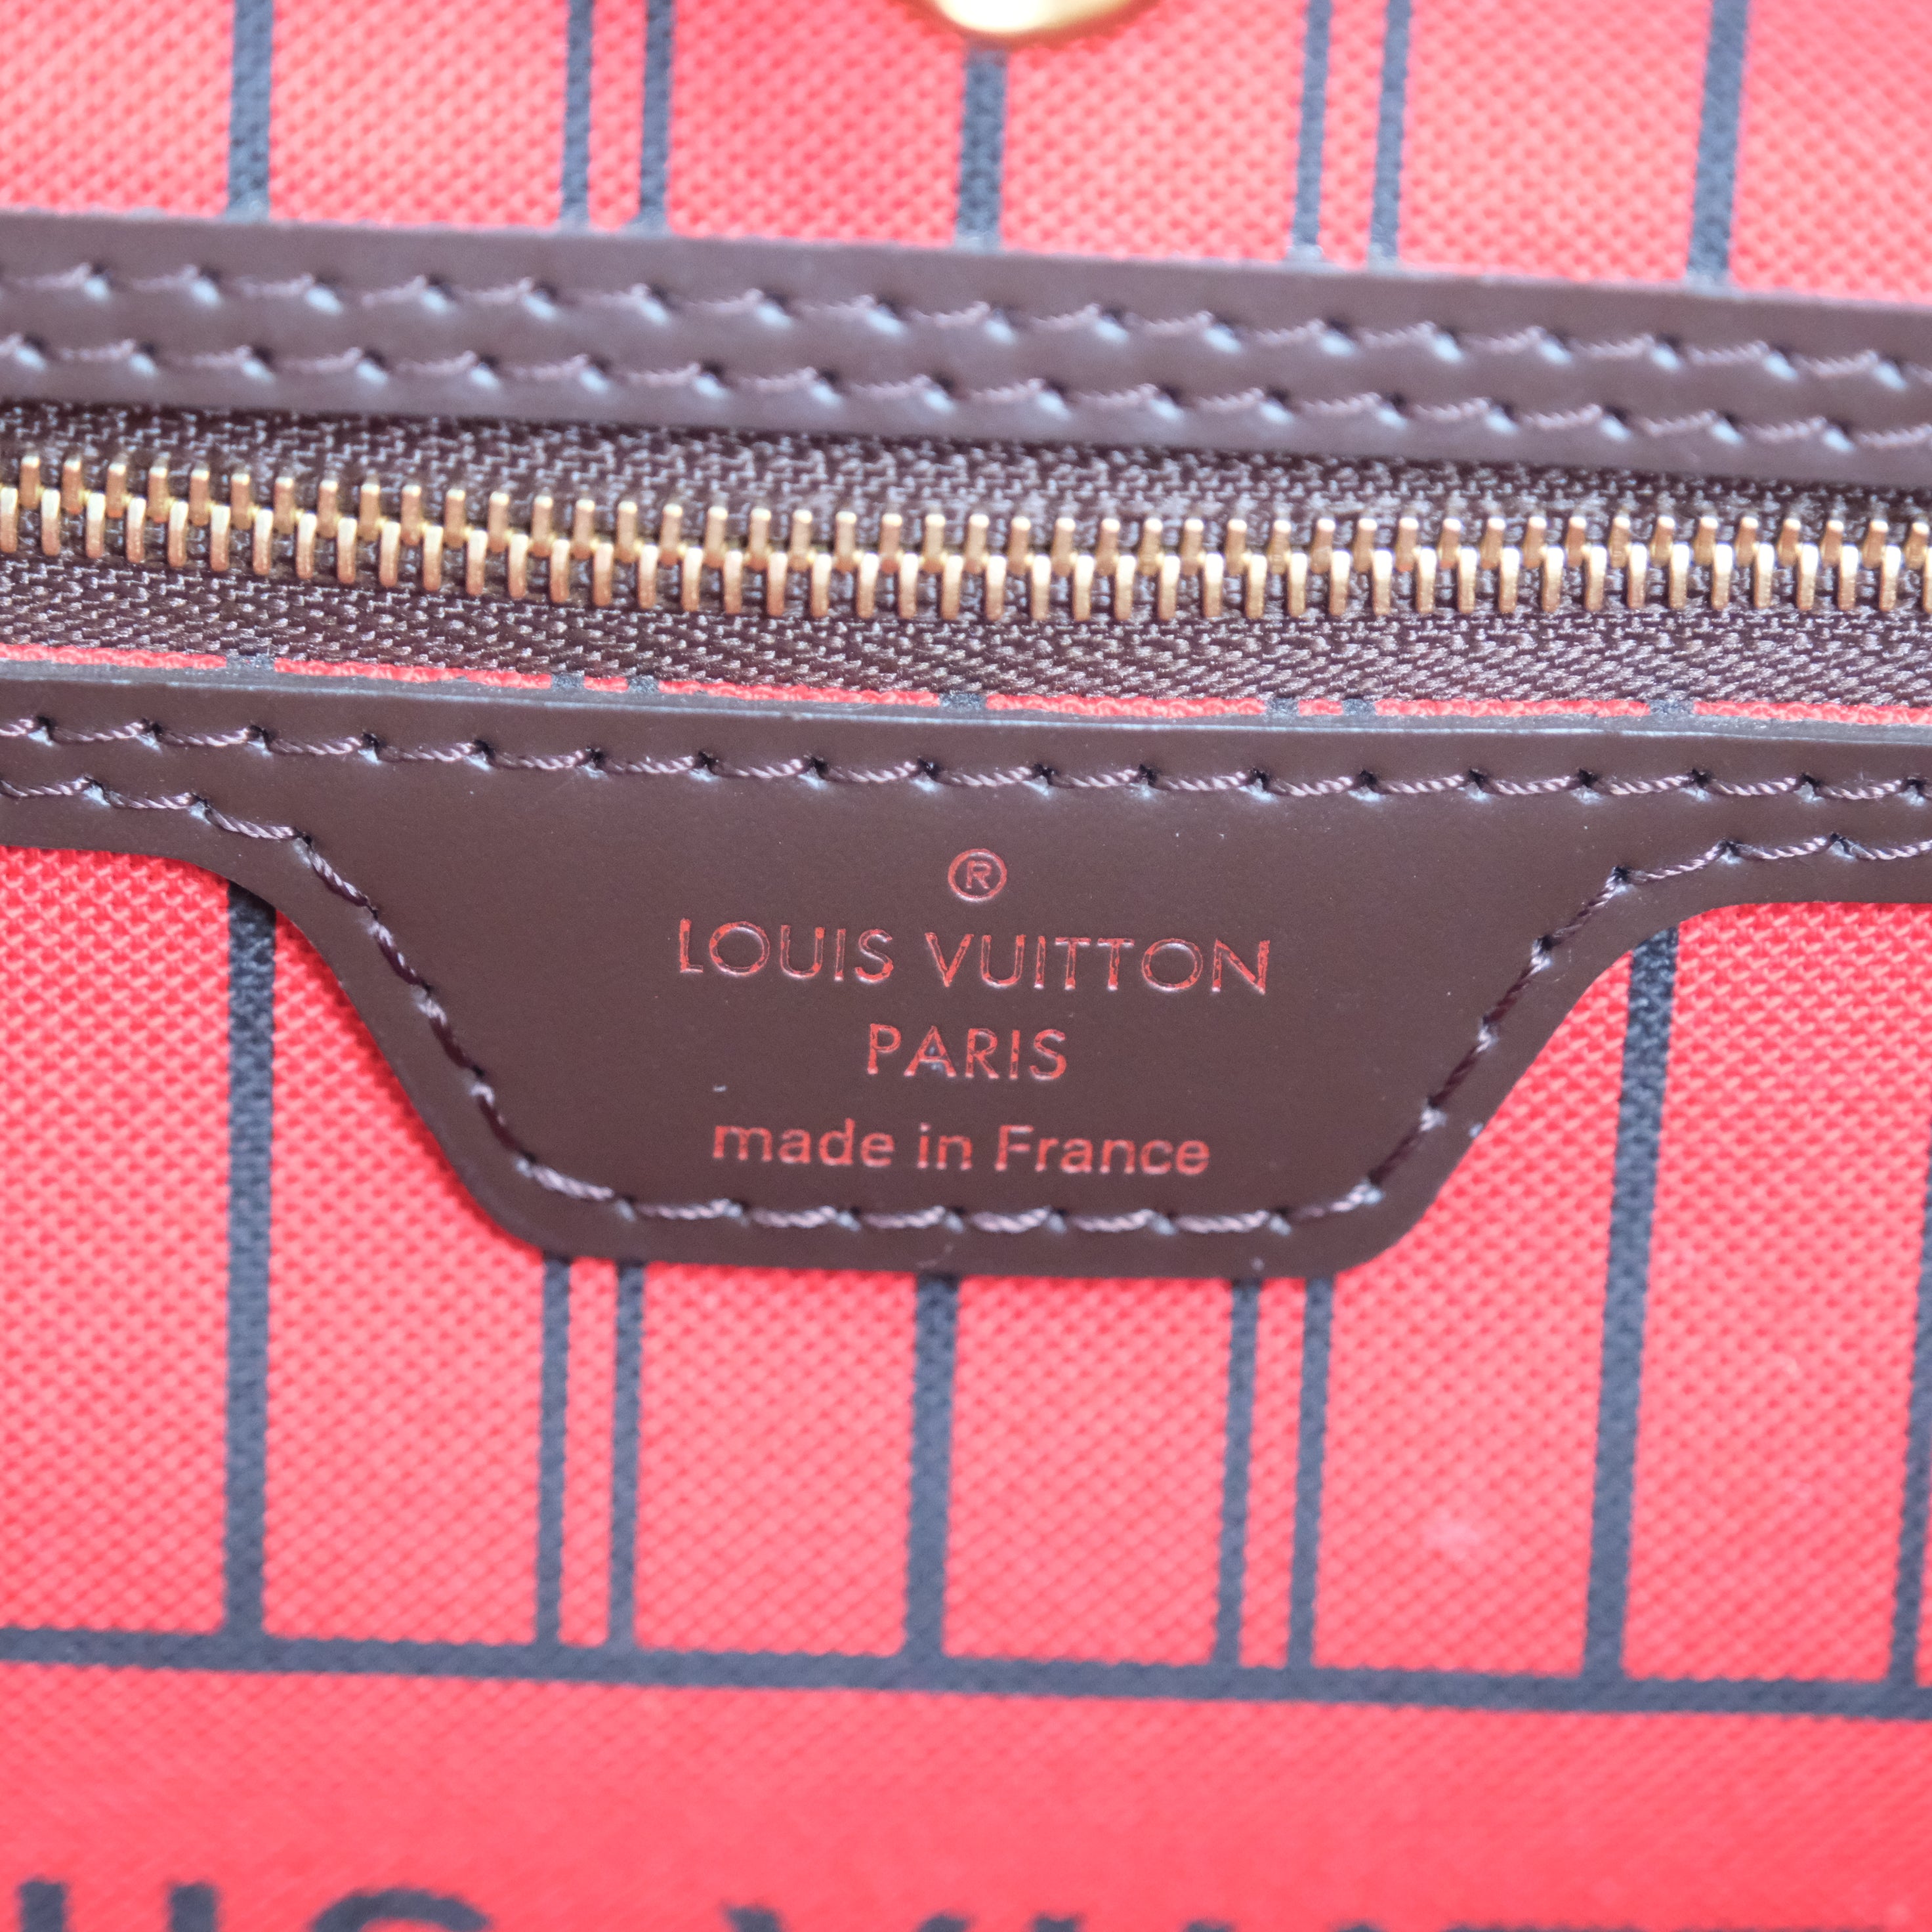 ®
LOUIS VUITTON
PARIS
made in France